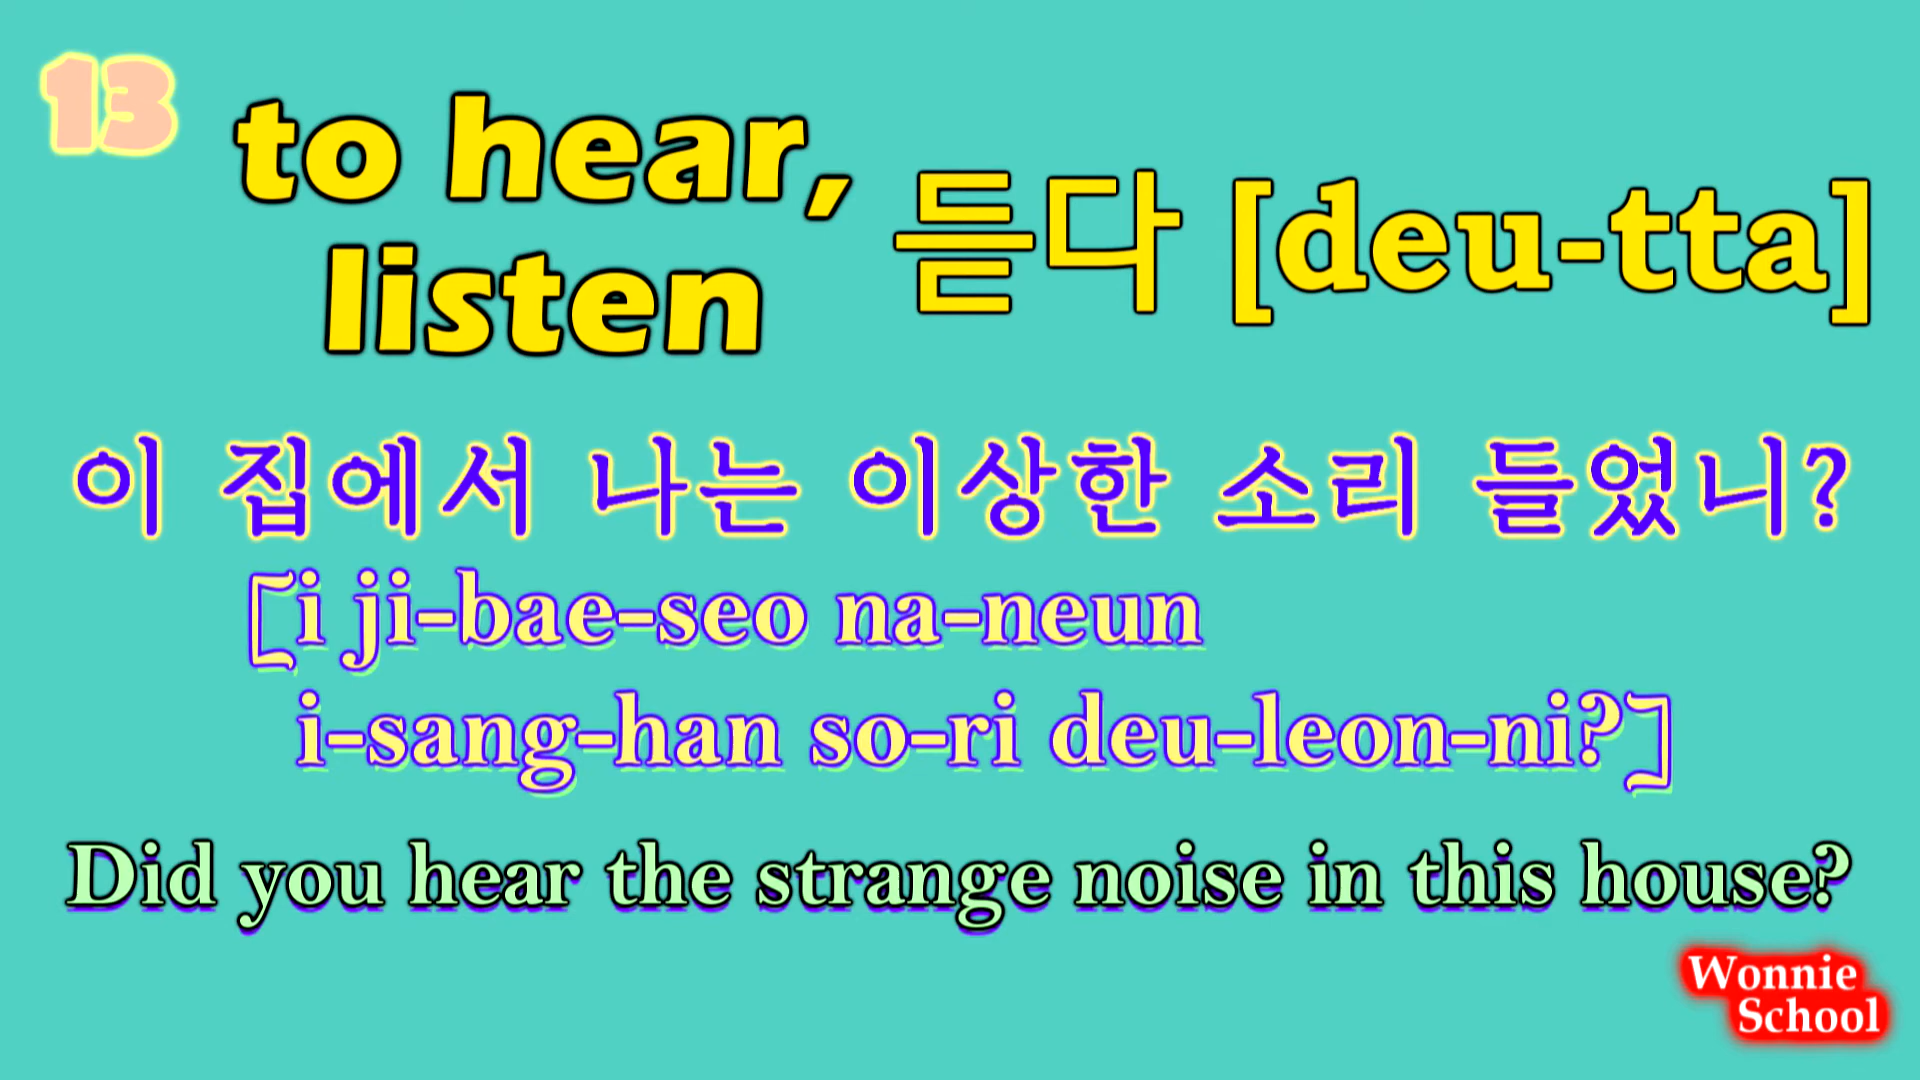 13
to hear,
listen
듣다 [deu-tta]
이 집에서 나는 이상한 소리 들었니?
[i ji-bae-seo na-neun
i-sang-han so-ri deu-leon-ni?]
Did you hear the strange noise in this house?
Wonnie
School